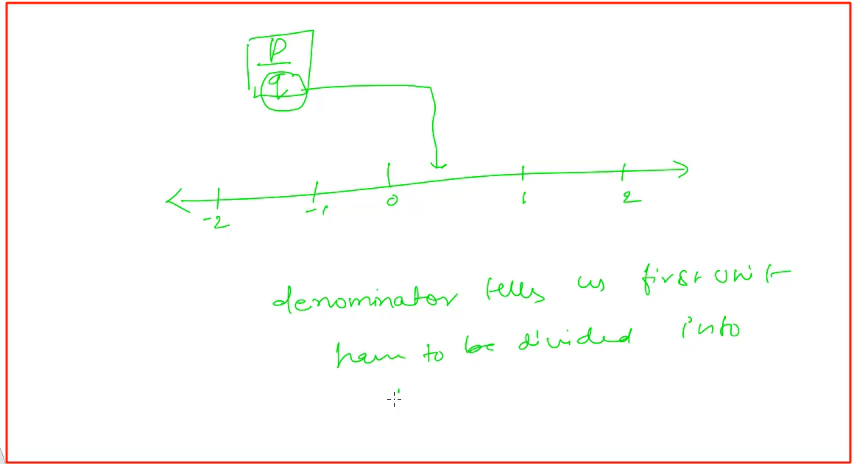 p
q
-2 -1 0 1 2
denominator tells us first unit
have to be divided into